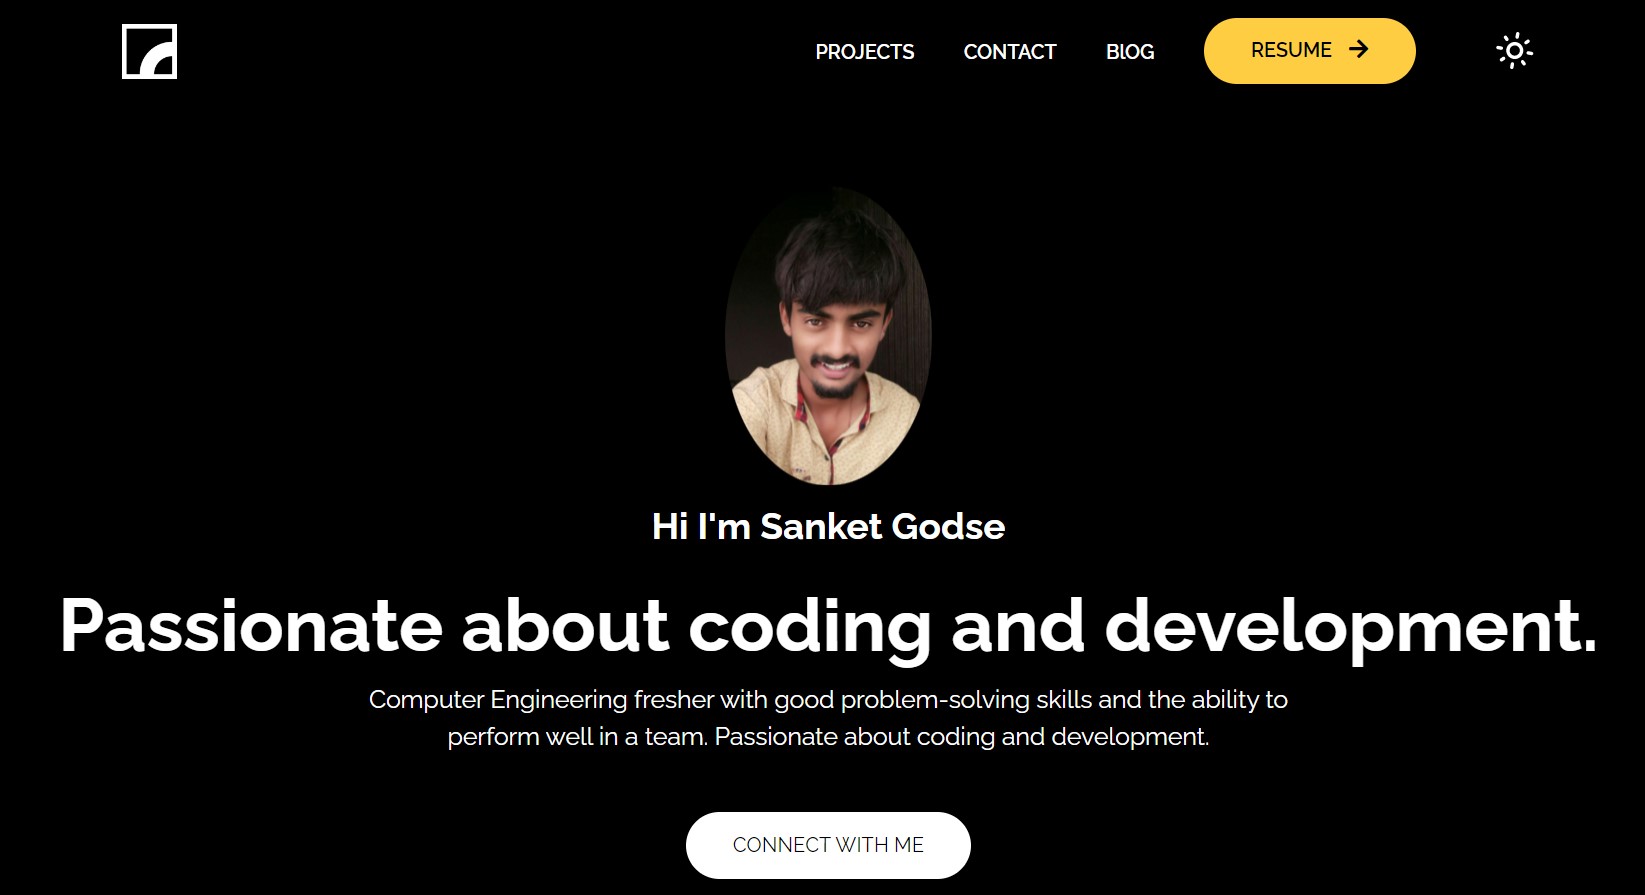 PROJECTS CONTACT BlOG RESUME
Hi I'm Sanket Godse
Passionate about coding and development.
Computer Engineering fresher with good problem-solving skills and the ability to
perform well in a team. Passionate about coding and development.
CONNECT WITH ME